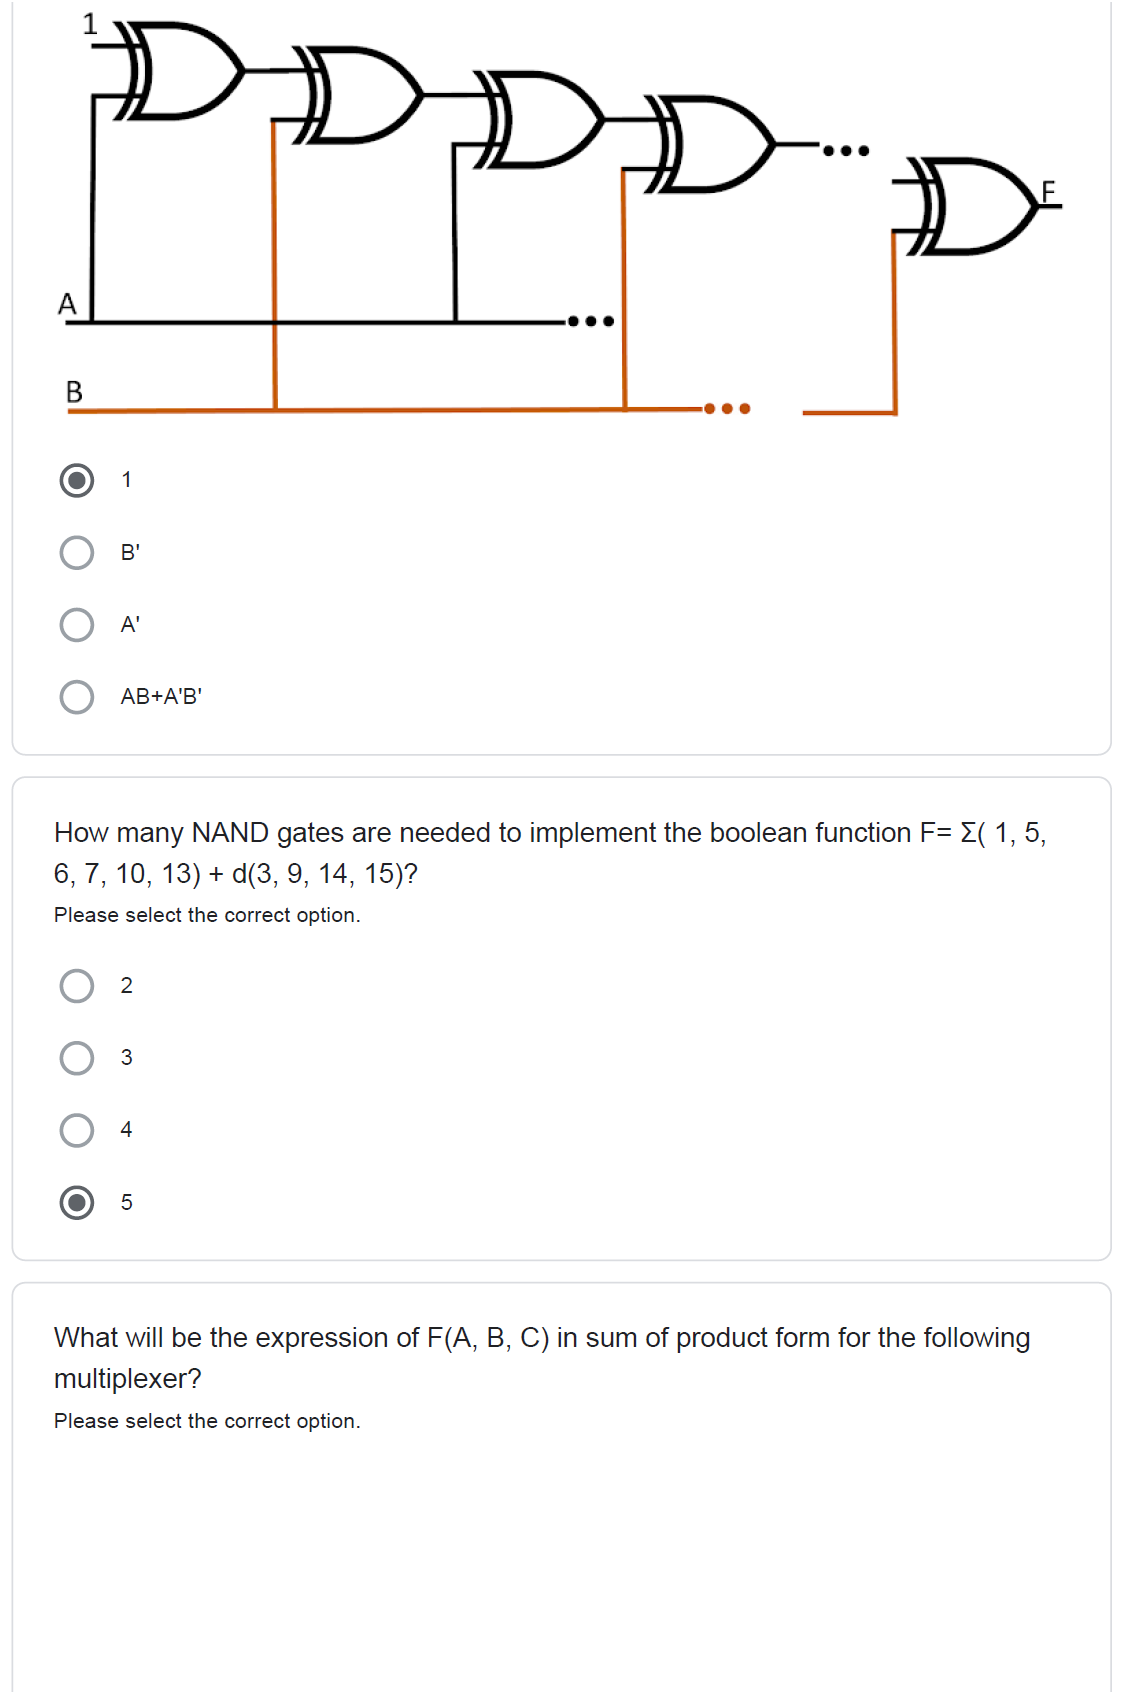 1
F
A
B
1
B'
A'
AB+A'B'
How many NAND gates are needed to implement the boolean function F= Σ( 1, 5,
6, 7, 10, 13) + d(3, 9, 14, 15)?
Please select the correct option.
2
3
4
5
What will be the expression of F(A, B, C) in sum of product form for the following
multiplexer?
Please select the correct option.